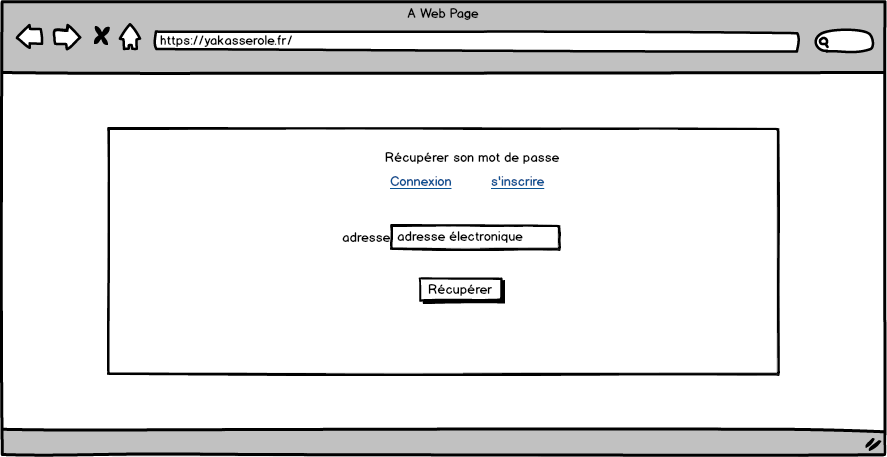 A Web Page
https://yakasserole.fr/
Récupérer son mot de passe
Connexion s'inscrire
adresse adresse électronique
Récupérer